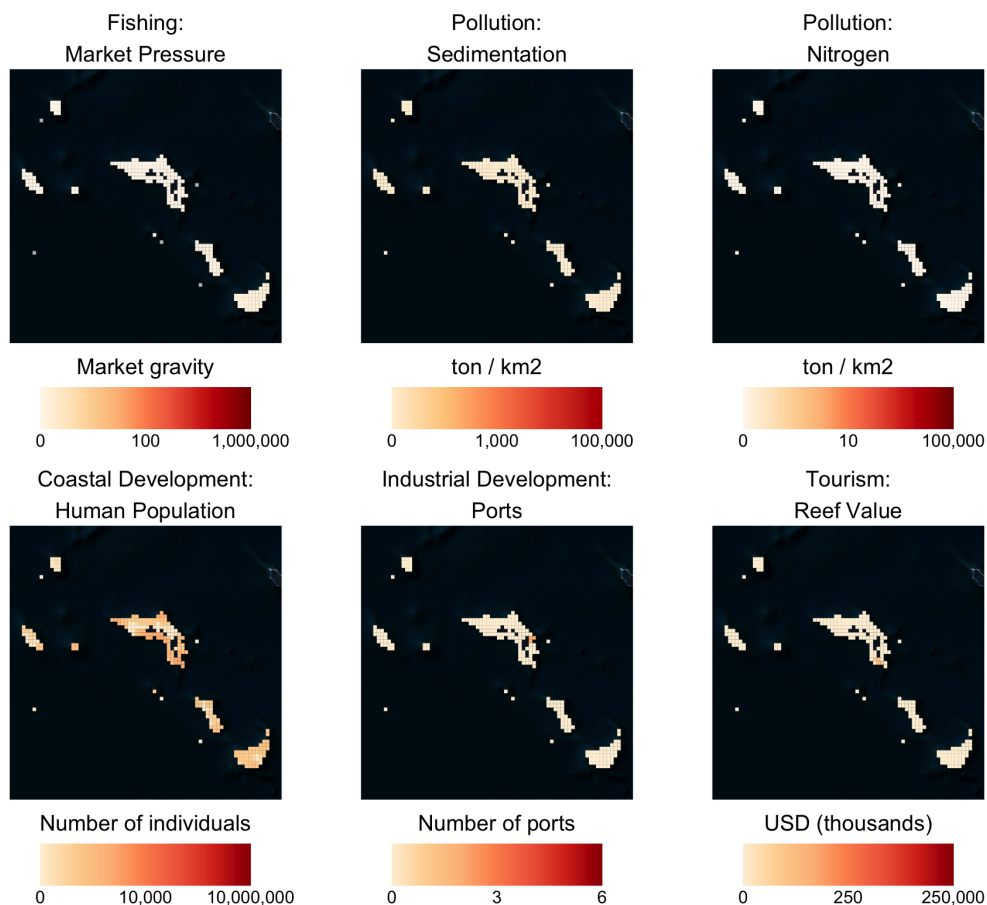 Fishing:
Market Pressure
Pollution:
Sedimentation
Pollution:
Nitrogen
Market gravity
0 100 1,000,000
ton / km2
0 1,000 100,000
ton / km2
0 10 100,000
Coastal Development:
Human Population
Industrial Development:
Ports
Tourism:
Reef Value
Number of individuals
0 10,000 10,000,000
Number of ports
0 3 6
USD (thousands)
0 250 250,000